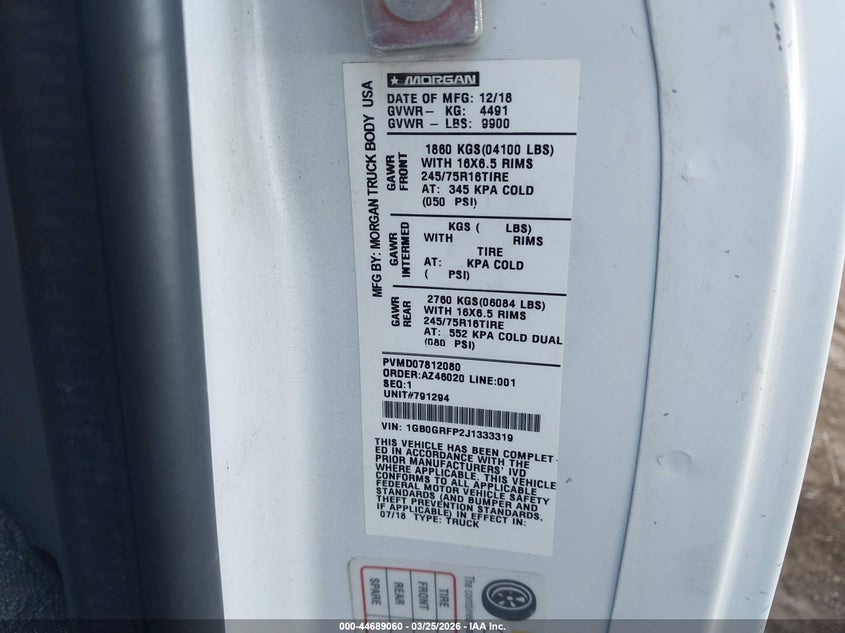 MORGAN
DATE OF MFG: 12/18
GVWR- KG: 4491
GVWR - LBS: 9900
MFG BY: MORGAN TRUCK BODY USA
GAWR FRONT
1860 KGS(04100 LBS)
WITH 16X6.5 RIMS
245/75R16TIRE
AT: 345 KPA COLD
(050 PSI)
GAWR INTERMED
KGS ( LBS)
WITH RIMS
TIRE
AT: KPA COLD
( PSI)
GAWR REAR
2760 KGS(06084 LBS)
WITH 16X6.5 RIMS
245/75R16TIRE
AT: 552 KPA COLD DUAL
(080 PSI)
PVMD07812080
ORDER:AZ46020 LINE:001
SEQ:1
UNIT#791294
VIN: 1GB0GRFP2J1333319
THIS VEHICLE HAS BEEN COMPLET
ED IN ACCORDANCE WITH THE
PRIOR MANUFACTURERS' IVD
WHERE APPLICABLE. THIS VEHICLE
CONFORMS TO ALL APPLICABLE
FEDERAL MOTOR VEHICLE SAFETY
STANDARDS (AND BUMPER AND
THEFT PREVENTION STANDARDS,
IF APPLICABLE) IN EFFECT IN:
07/18 TYPE: TRUCK
The combined
TIRE
FRONT
REAR
SPARE
000-44689060 — 03/25/2026 — IAA Inc.